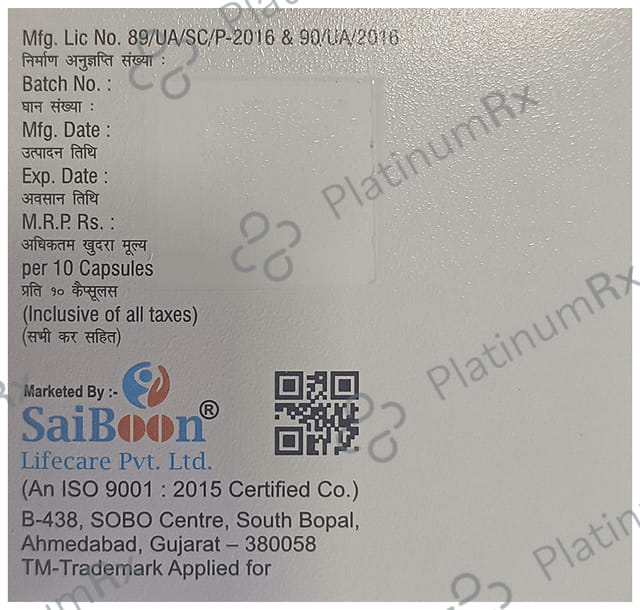 Mfg. Lic No. 89/UA/SC/P-2016 & 90/UA/2016
निर्माण अनुज्ञप्ति संख्या :
Batch No. :
घान संख्या :
Mfg. Date :
उत्पादन तिथि
Exp. Date :
अवसान तिथि
M.R.P. Rs. :
अधिकतम खुदरा मूल्य
per 10 Capsules
प्रति १० कैप्सूलस
(Inclusive of all taxes)
(सभी कर सहित)
Marketed By :-
SaiBoon®
Lifecare Pvt. Ltd.
(An ISO 9001 : 2015 Certified Co.)
B-438, SOBO Centre, South Bopal,
Ahmedabad, Gujarat – 380058
TM-Trademark Applied for
PlatinumRx
PlatinumRx
PlatinumRx
PlatinumRx